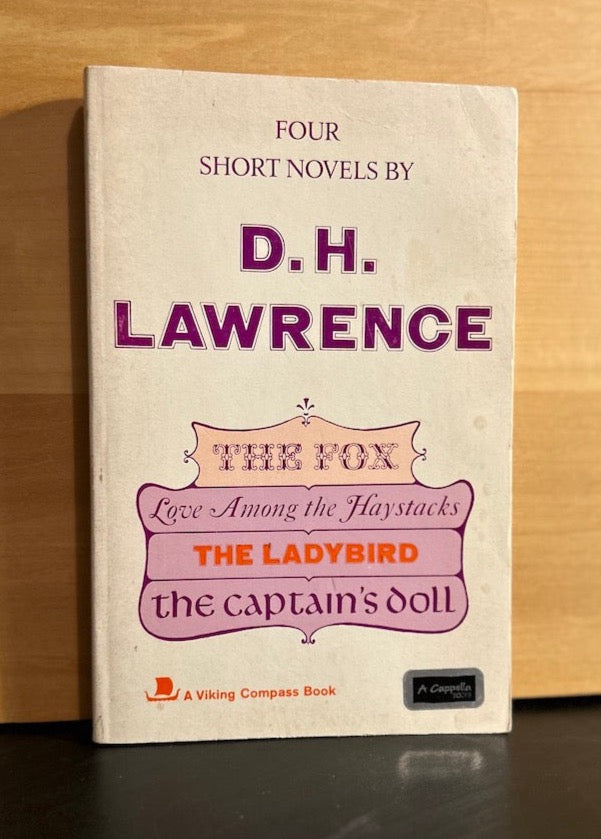 FOUR
SHORT NOVELS BY
D.H.
LAWRENCE
THE FOX
Love Among the Haystacks
THE LADYBIRD
the captain's doll
A Viking Compass Book
A Cappella
BOOKS